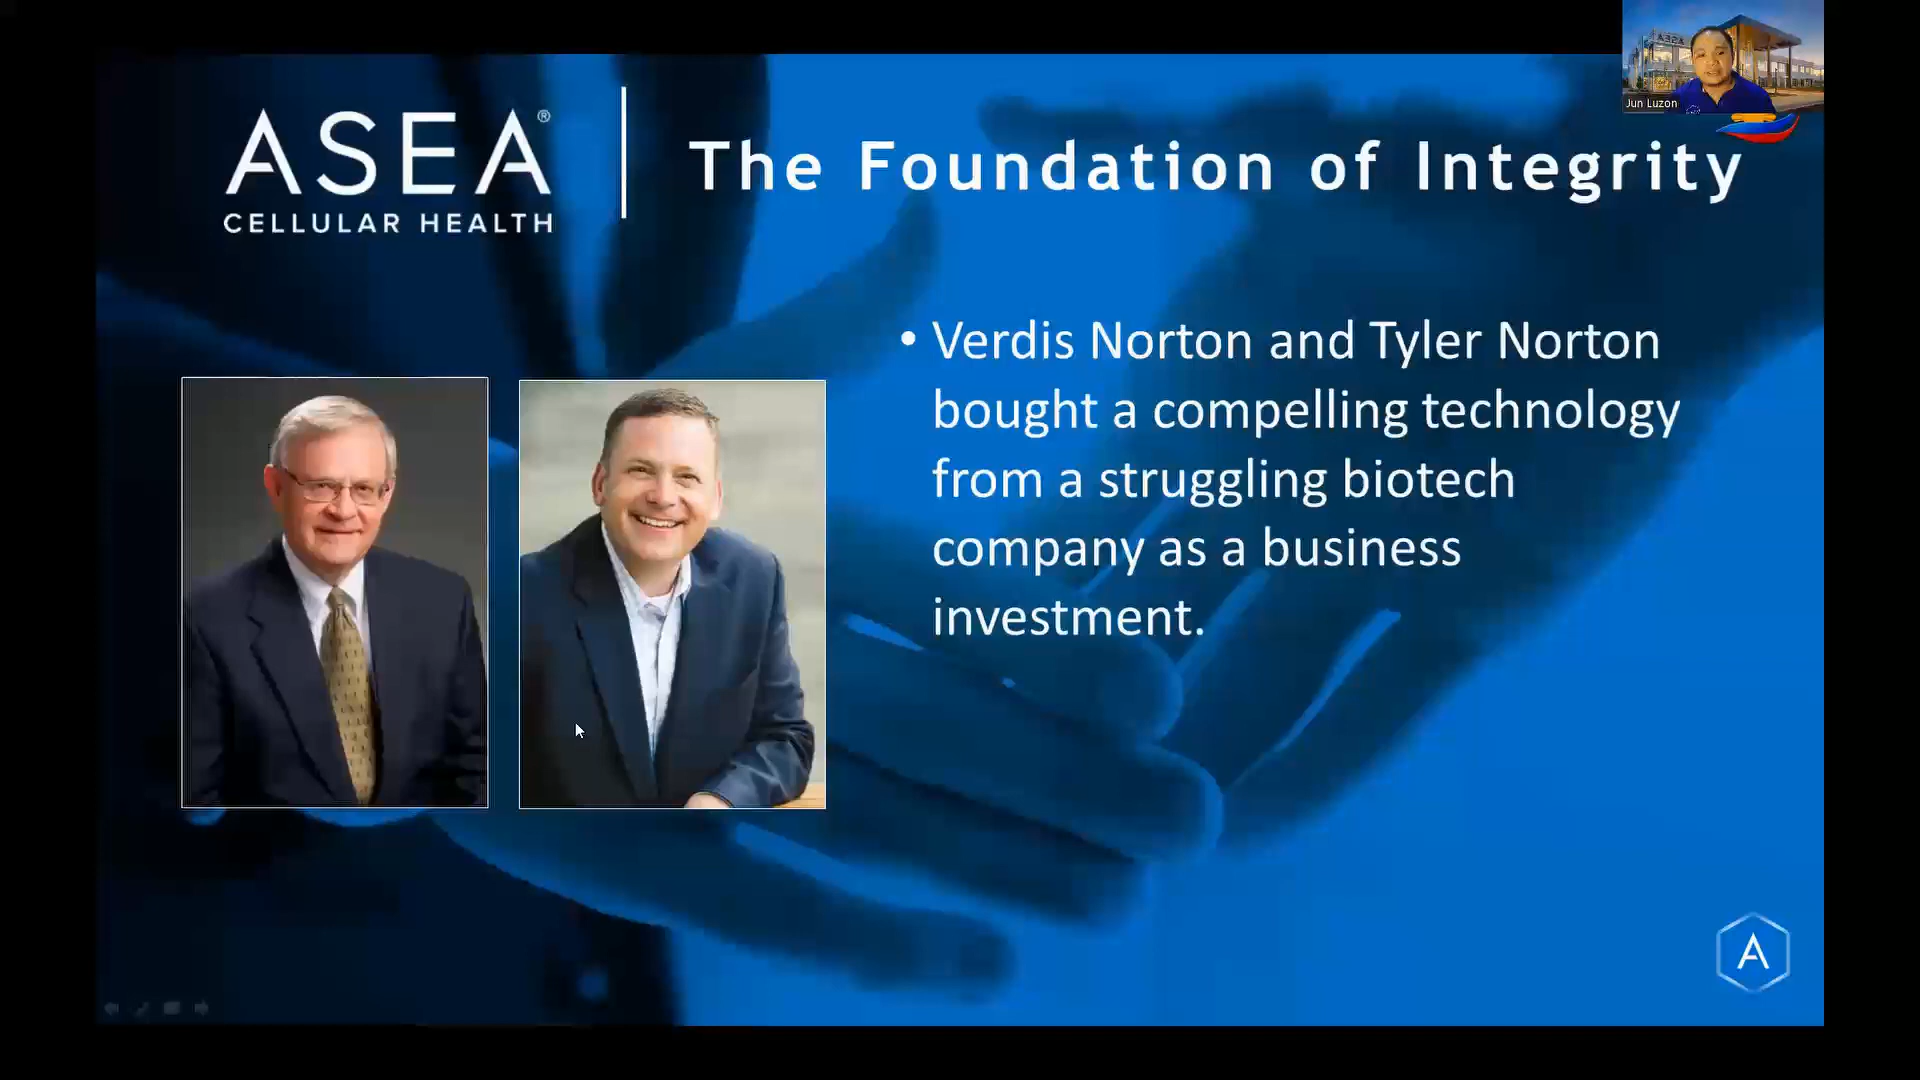 ASEA®
CELLULAR HEALTH
The Foundation of Integrity
Jun Luzon
• Verdis Norton and Tyler Norton
bought a compelling technology
from a struggling biotech
company as a business
investment.
A